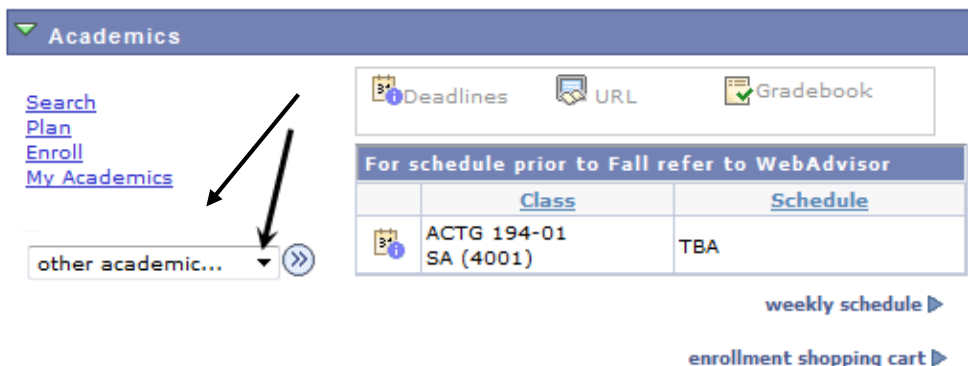 Academics
Search
Plan
Enroll
My Academics
other academic...
Deadlines
URL
Gradebook
For schedule prior to Fall refer to WebAdvisor
Class
Schedule
ACTG 194-01
SA (4001)
TBA
weekly schedule
enrollment shopping cart